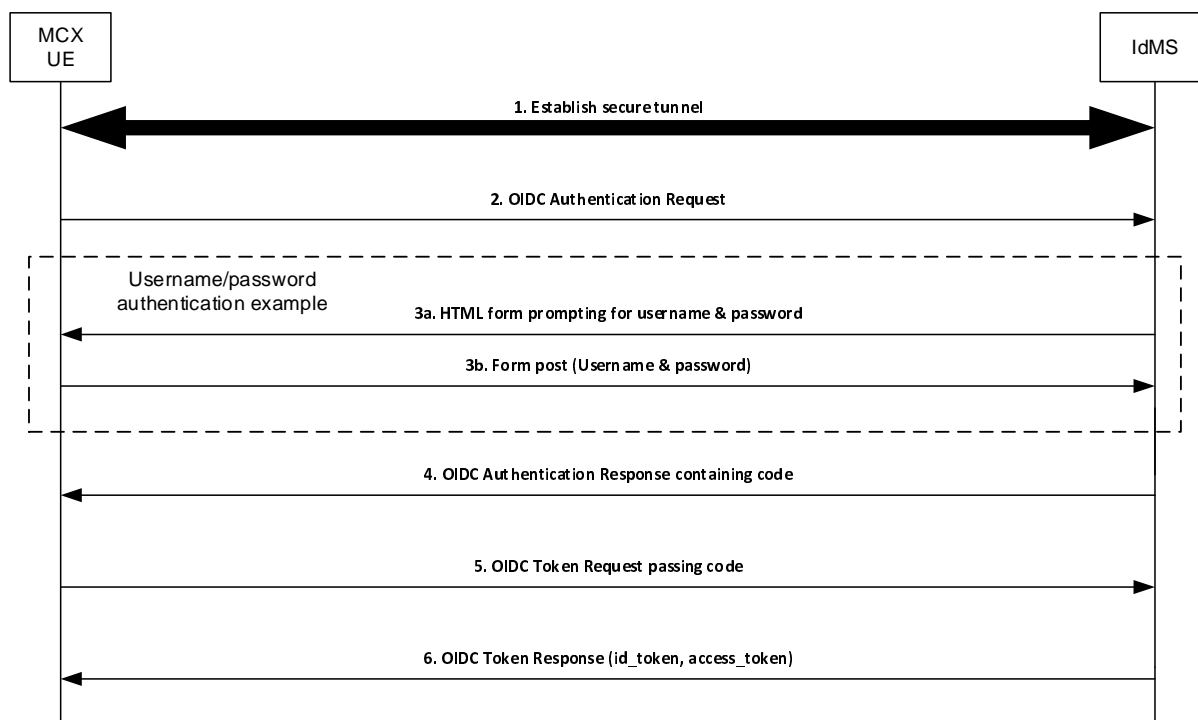 MCX
UE
IdMS
1. Establish secure tunnel
2. OIDC Authentication Request
Username/password
authentication example
3a. HTML form prompting for username & password
3b. Form post (Username & password)
4. OIDC Authentication Response containing code
5. OIDC Token Request passing code
6. OIDC Token Response (id_token, access_token)